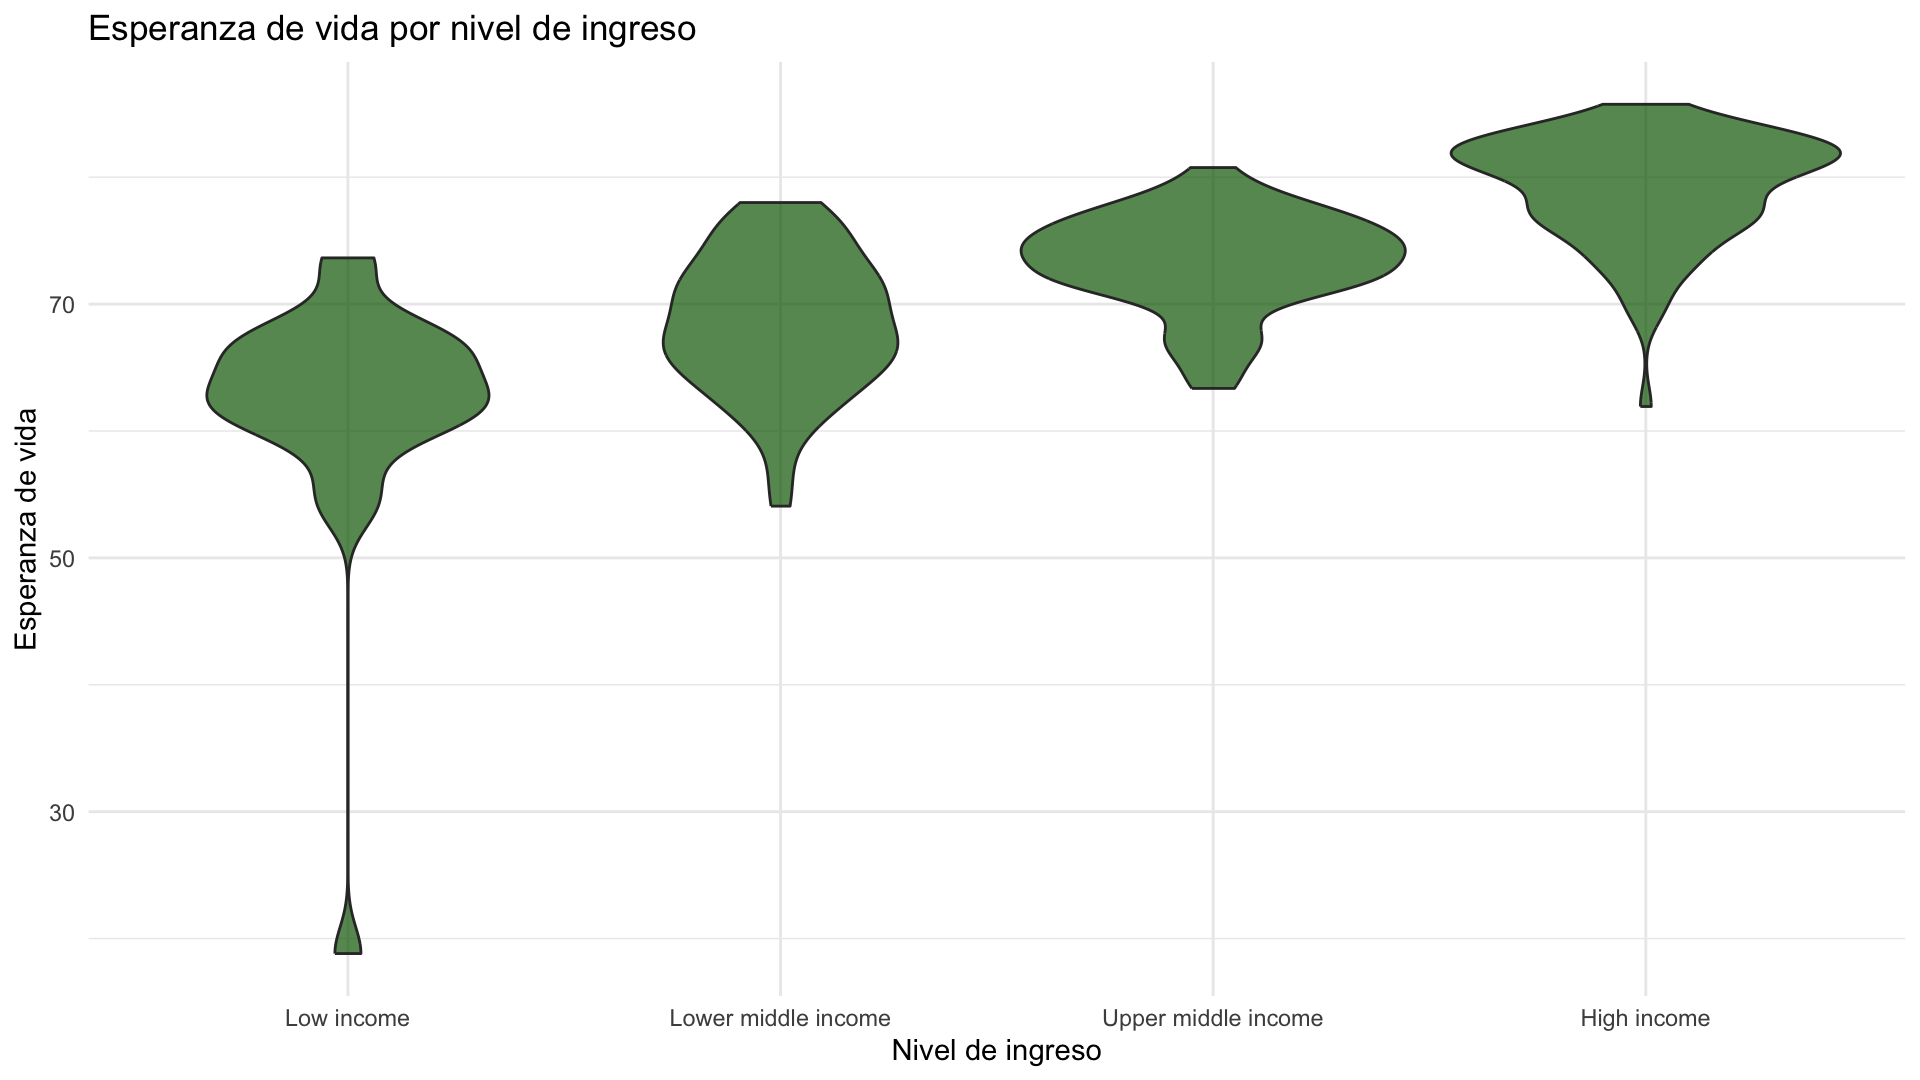 Esperanza de vida por nivel de ingreso
Esperanza de vida
70
50
30
Low income
Lower middle income
Upper middle income
High income
Nivel de ingreso